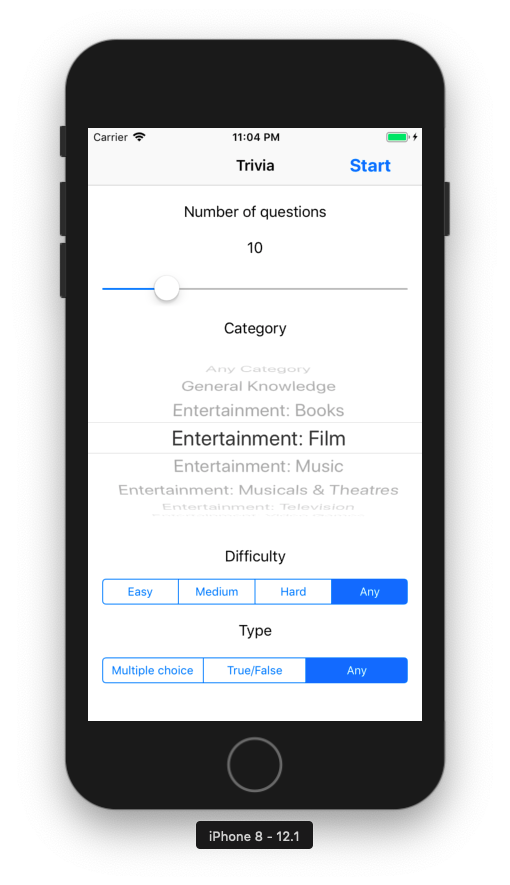 Carrier 11:04 PM
Trivia Start
Number of questions
10
Category
Any Category
General Knowledge
Entertainment: Books
Entertainment: Film
Entertainment: Music
Entertainment: Musicals & Theatres
Entertainment: Television
Difficulty
Easy Medium Hard Any
Type
Multiple choice True/False Any
iPhone 8 - 12.1